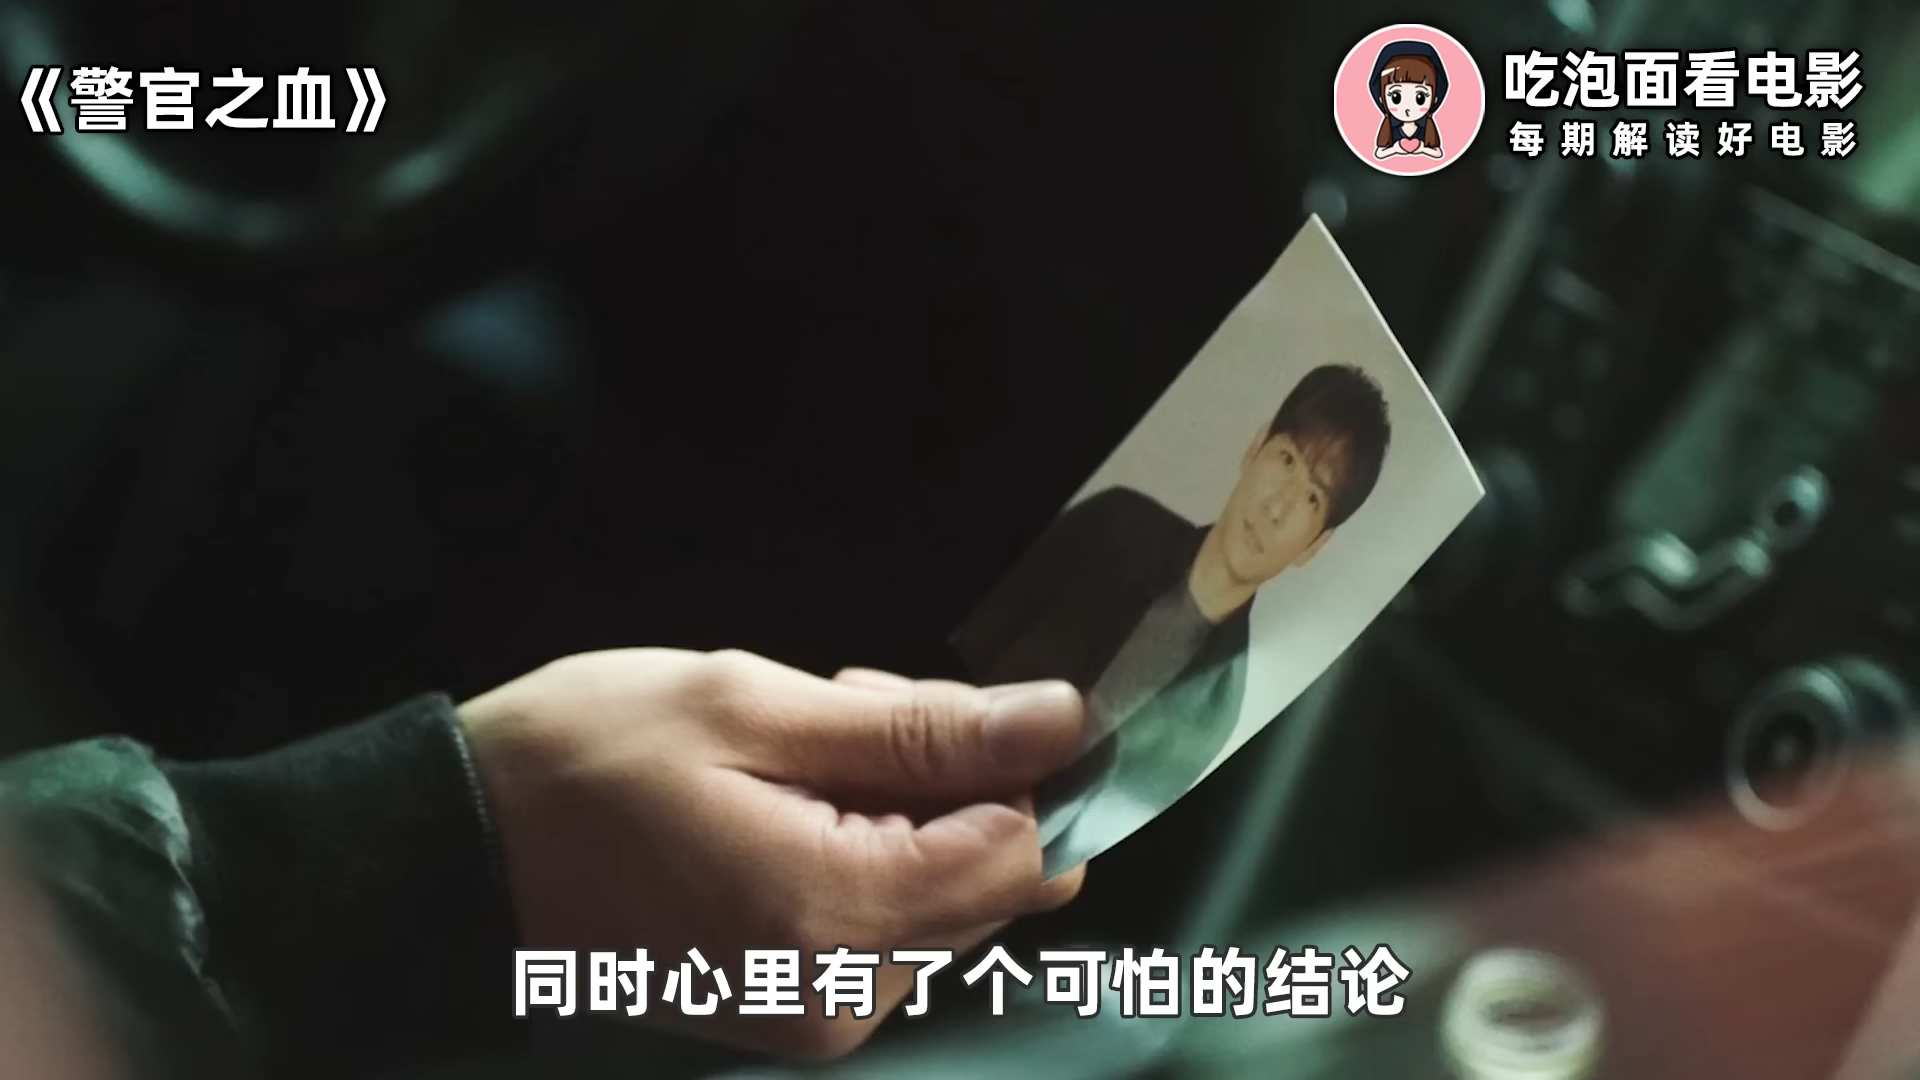 《警官之血》
吃泡面看电影
每期解读好电影
同时心里有了个可怕的结论